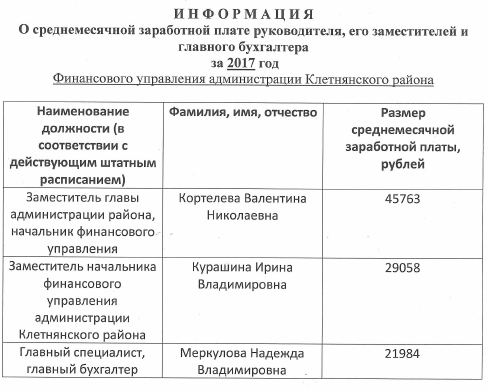 И Н Ф О Р М А Ц И Я
О среднемесячной заработной плате руководителя, его заместителей и
главного бухгалтера
за 2017 год
Финансового управления администрации Клетнянского района
Наименование
должности (в
соответствии с
действующим штатным
расписанием)
Фамилия, имя, отчество
Размер
среднемесячной
заработной платы,
рублей
Заместитель главы
администрации района,
начальник финансового
управления
Кортелева Валентина
Николаевна
45763
Заместитель начальника
финансового
управления
администрации
Клетнянского района
Курашина Ирина
Владимировна
29058
Главный специалист,
главный бухгалтер
Меркулова Надежда
Владимировна
21984